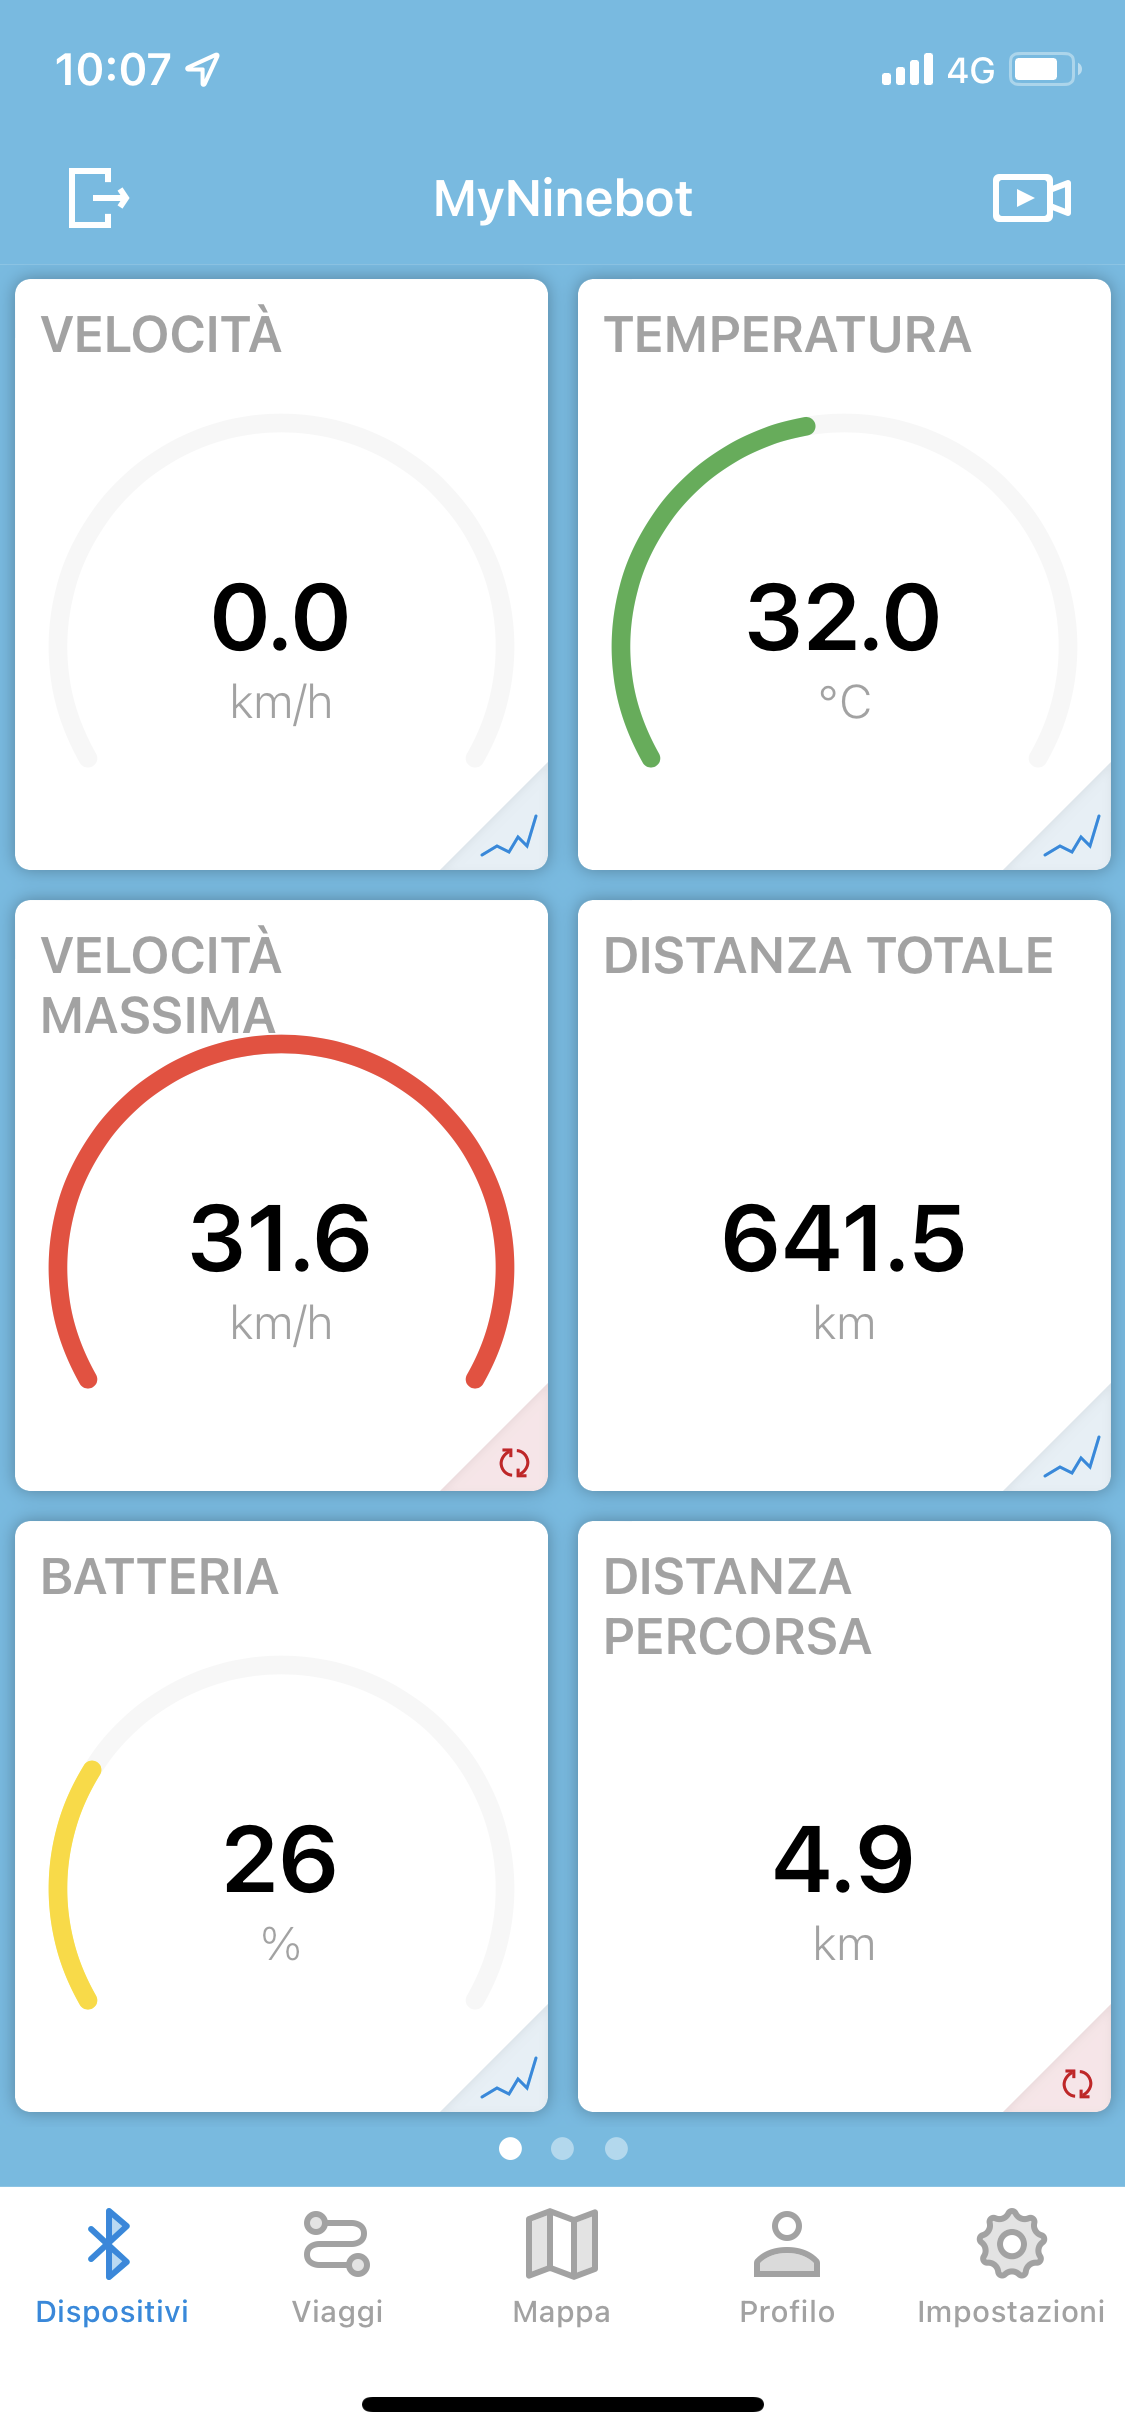 10:07
4G
MyNinebot
VELOCITÀ
0.0
km/h
TEMPERATURA
32.0
°C
VELOCITÀ
MASSIMA
31.6
km/h
DISTANZA TOTALE
641.5
km
BATTERIA
26
%
DISTANZA
PERCORSA
4.9
km
Dispositivi
Viaggi
Mappa
Profilo
Impostazioni